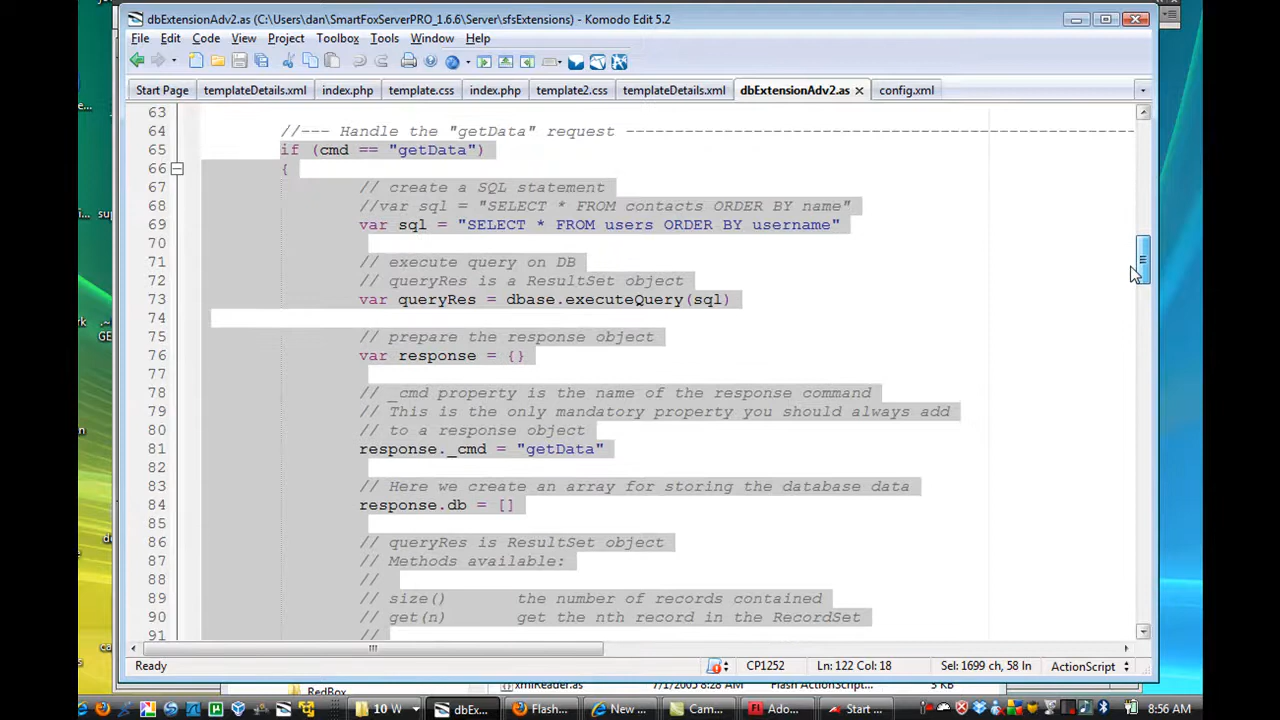 dbExtensionAdv2.as (C:\Users\dan\SmartFoxServerPRO_1.6.6\Server\sfsExtensions) - Komodo Edit 5.2
File Edit Code View Project Toolbox Tools Window Help
Start Page templateDetails.xml index.php template.css index.php template2.css templateDetails.xml dbExtensionAdv2.as config.xml
63
64 //--- Handle the "getData" request -----------------------------------------------------
65 if (cmd == "getData")
66 {
67 // create a SQL statement
68 //var sql = "SELECT * FROM contacts ORDER BY name"
69 var sql = "SELECT * FROM users ORDER BY username"
70
71 // execute query on DB
72 // queryRes is a ResultSet object
73 var queryRes = dbase.executeQuery(sql)
74
75 // prepare the response object
76 var response = {}
77
78 // _cmd property is the name of the response command
79 // This is the only mandatory property you should always add
80 // to a response object
81 response._cmd = "getData"
82
83 // Here we create an array for storing the database data
84 response.db = []
85
86 // queryRes is ResultSet object
87 // Methods available:
88 //
89 // size() the number of records contained
90 // get(n) get the nth record in the RecordSet
91 //
Ready CP1252 Ln: 122 Col: 18 Sel: 1699 ch, 58 ln ActionScript
RedBox xmlReader.as 7/1/2005 8:28 AM Flash ActionScript... 5 KB
10 W dbEx... Flash... New ... Cam... Ado... Start ... 8:56 AM